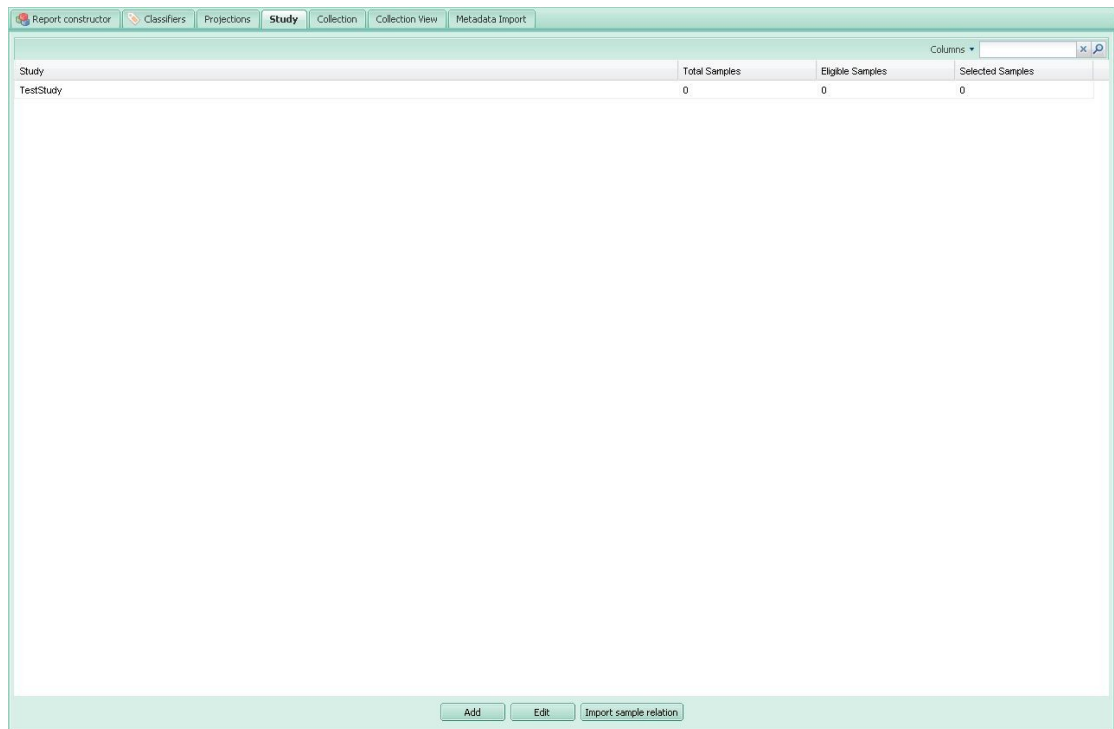 Report constructor Classifiers Projections Study Collection Collection View Metadata Import
Columns
Study Total Samples Eligible Samples Selected Samples
TestStudy 0 0 0
Add Edit Import sample relation